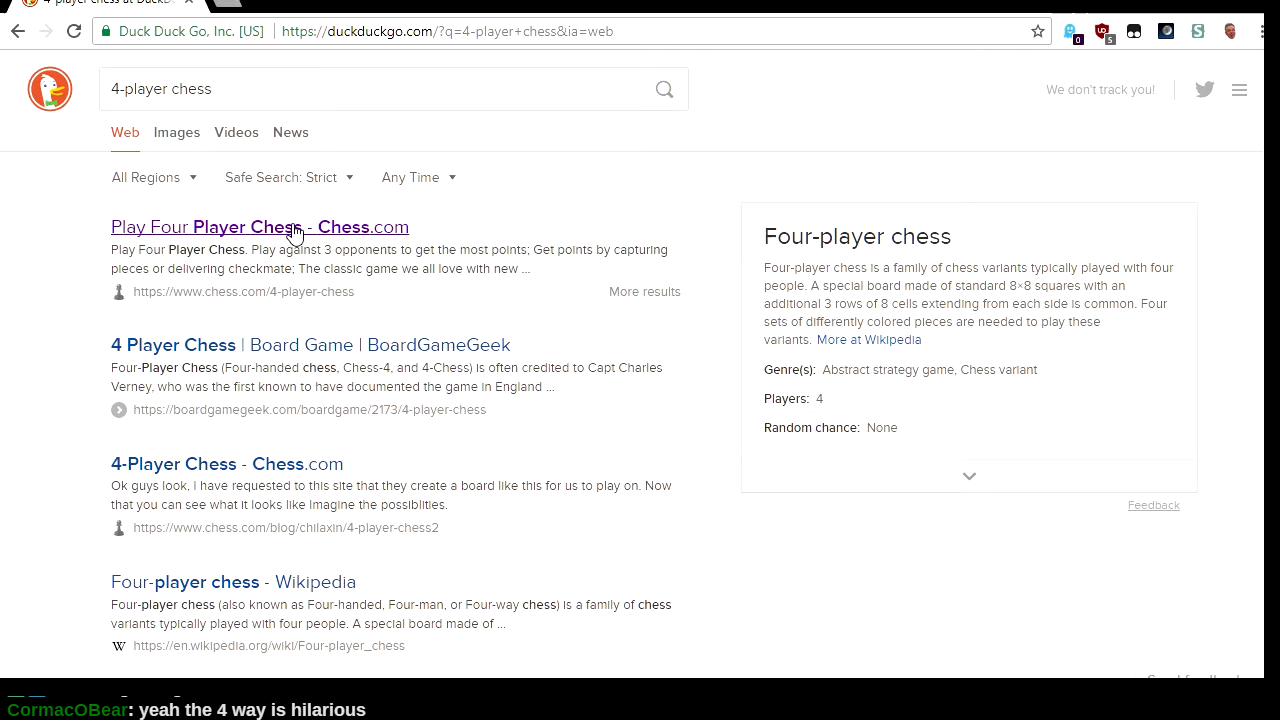 4-player chess at DuckD
Duck Duck Go, Inc. [US] https://duckduckgo.com/?q=4-player+chess&ia=web
0
5
4-player chess
We don't track you!
Web Images Videos News
All Regions Safe Search: Strict Any Time
Play Four Player Chess - Chess.com
Play Four Player Chess. Play against 3 opponents to get the most points; Get points by capturing
pieces or delivering checkmate; The classic game we all love with new ...
https://www.chess.com/4-player-chess More results
4 Player Chess | Board Game | BoardGameGeek
Four-Player Chess (Four-handed chess, Chess-4, and 4-Chess) is often credited to Capt Charles
Verney, who was the first known to have documented the game in England ...
https://boardgamegeek.com/boardgame/2173/4-player-chess
4-Player Chess - Chess.com
Ok guys look, I have requested to this site that they create a board like this for us to play on. Now
that you can see what it looks like Imagine the possiblities.
https://www.chess.com/blog/chilaxin/4-player-chess2
Four-player chess - Wikipedia
Four-player chess (also known as Four-handed, Four-man, or Four-way chess) is a family of chess
variants typically played with four people. A special board made of ...
W https://en.wikipedia.org/wiki/Four-player_chess
Four-player chess
Four-player chess is a family of chess variants typically played with four
people. A special board made of standard 8×8 squares with an
additional 3 rows of 8 cells extending from each side is common. Four
sets of differently colored pieces are needed to play these
variants. More at Wikipedia
Genre(s): Abstract strategy game, Chess variant
Players: 4
Random chance: None
Feedback
CormacOBear: yeah the 4 way is hilarious